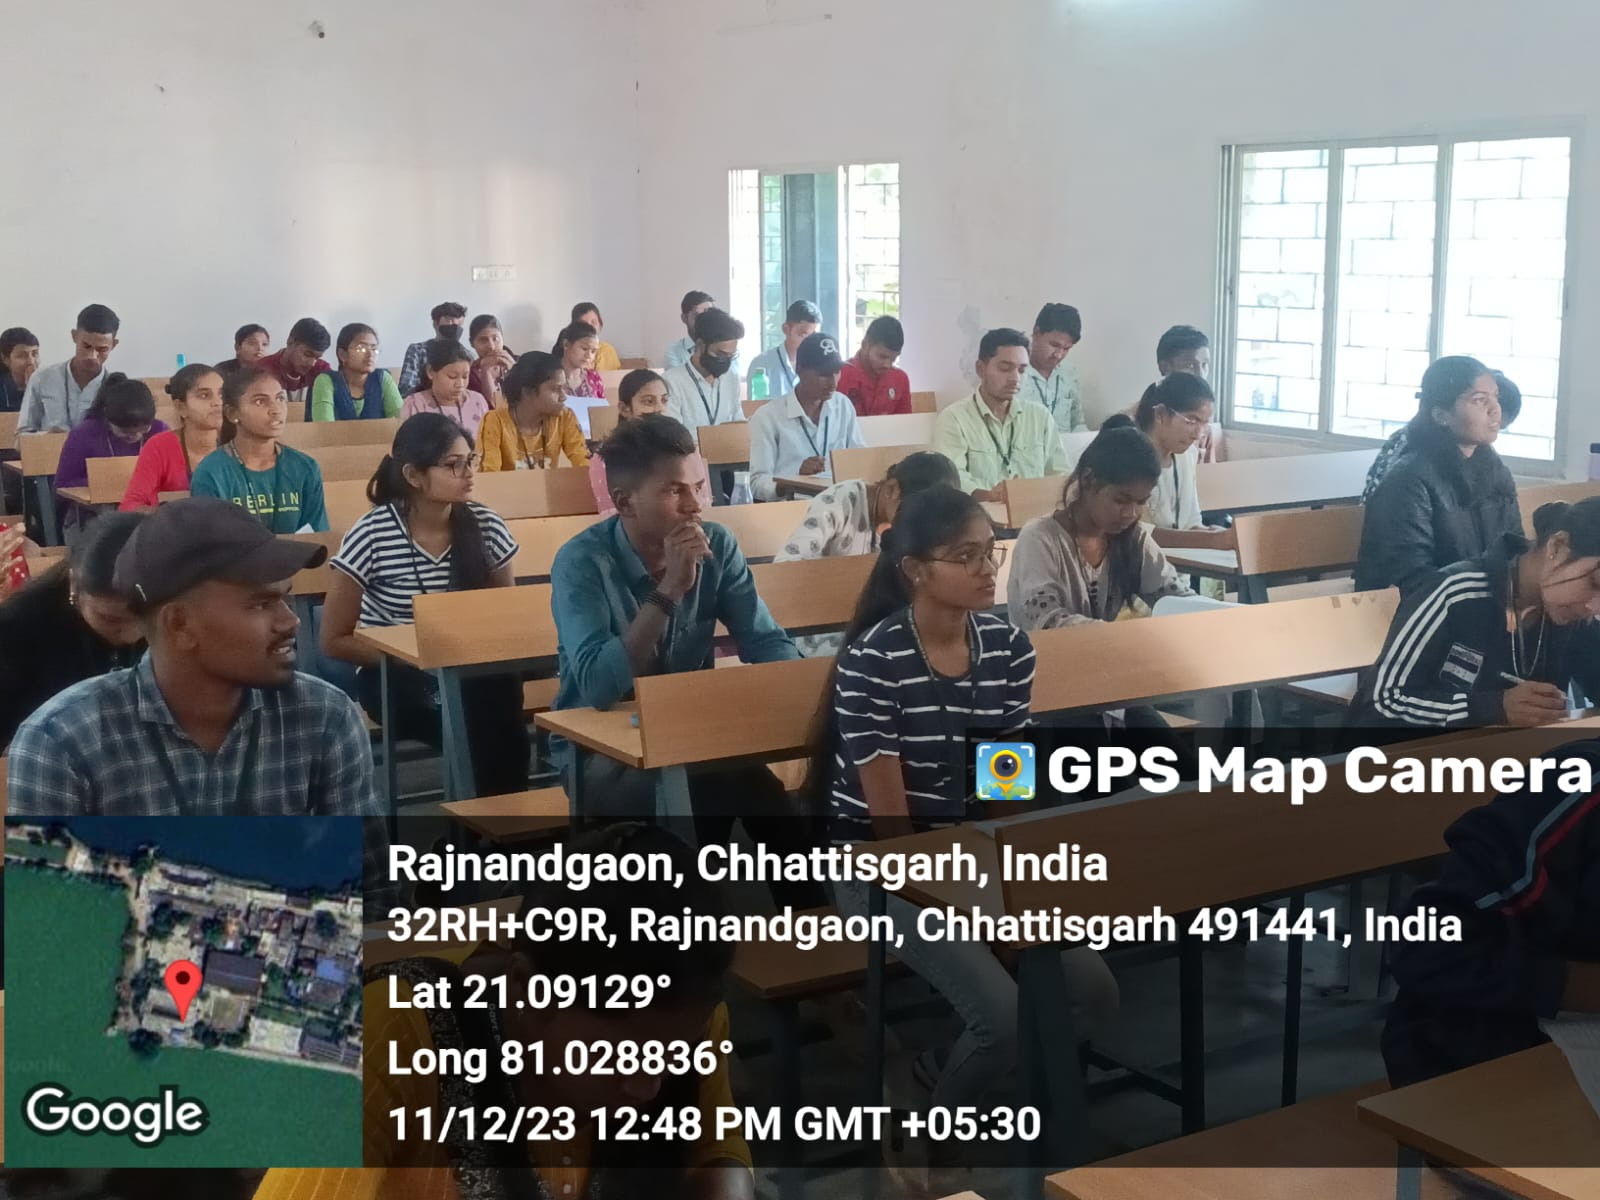 BERLIN
GPS Map Camera
Rajnandgaon, Chhattisgarh, India
32RH+C9R, Rajnandgaon, Chhattisgarh 491441, India
Lat 21.09129°
Long 81.028836°
11/12/23 12:48 PM GMT +05:30
Google